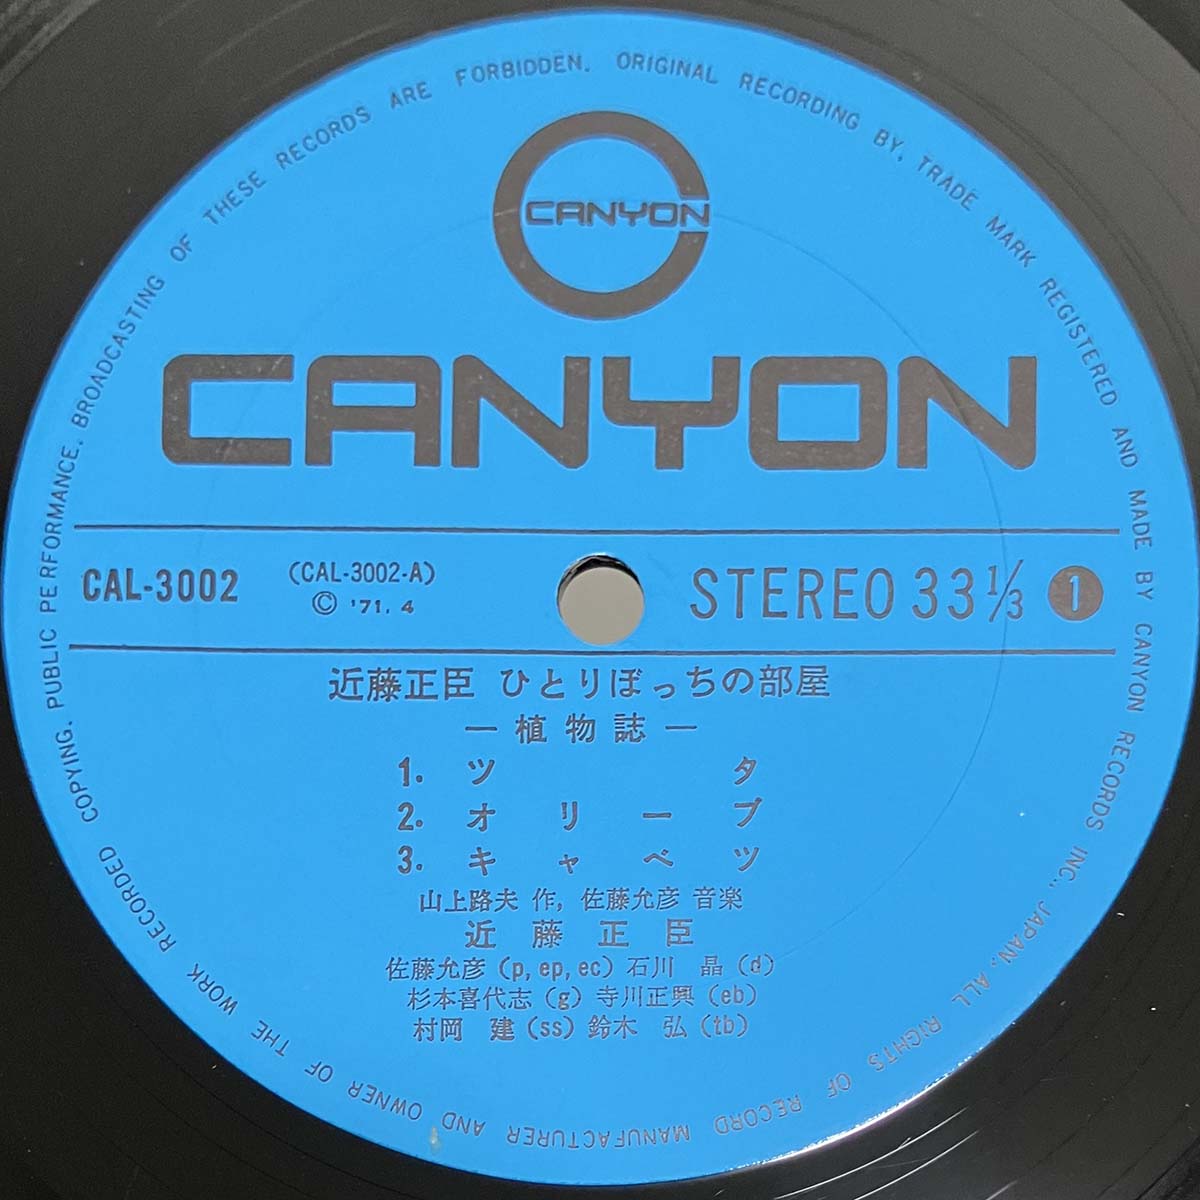 CANYON
CANYON
CAL-3002
(CAL-3002-A)
© '71. 4
STEREO 33 1/3
1
近藤正臣 ひとりぼっちの部屋
— 植物誌 —
1. ツタ
2. オリーブ
3. キャベツ
山上路夫 作, 佐藤允彦 音楽
近藤正臣
佐藤允彦 (p, ep, ec) 石川 晶 (d)
杉本喜代志 (g) 寺川正興 (eb)
村岡 建 (ss) 鈴木 弘 (tb)
ORIGINAL RECORDING BY, TRADE MARK REGISTERED AND MADE BY CANYON RECORDS INC., JAPAN. ALL RIGHTS OF RECORD MANUFACTURER AND OWNER OF THE WORK RECORDED COPYING. PUBLIC PERFORMANCE. BROADCASTING OF THESE RECORDS ARE FORBIDDEN.